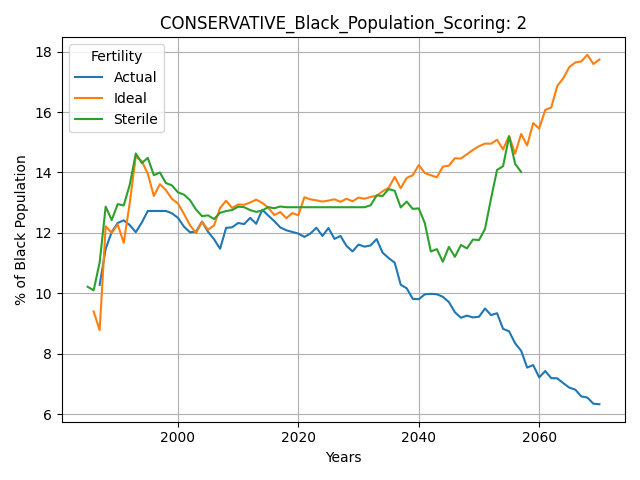 CONSERVATIVE_Black_Population_Scoring: 2
Fertility
Actual
Ideal
Sterile
% of Black Population
18
16
14
12
10
8
6
2000
2020
2040
2060
Years